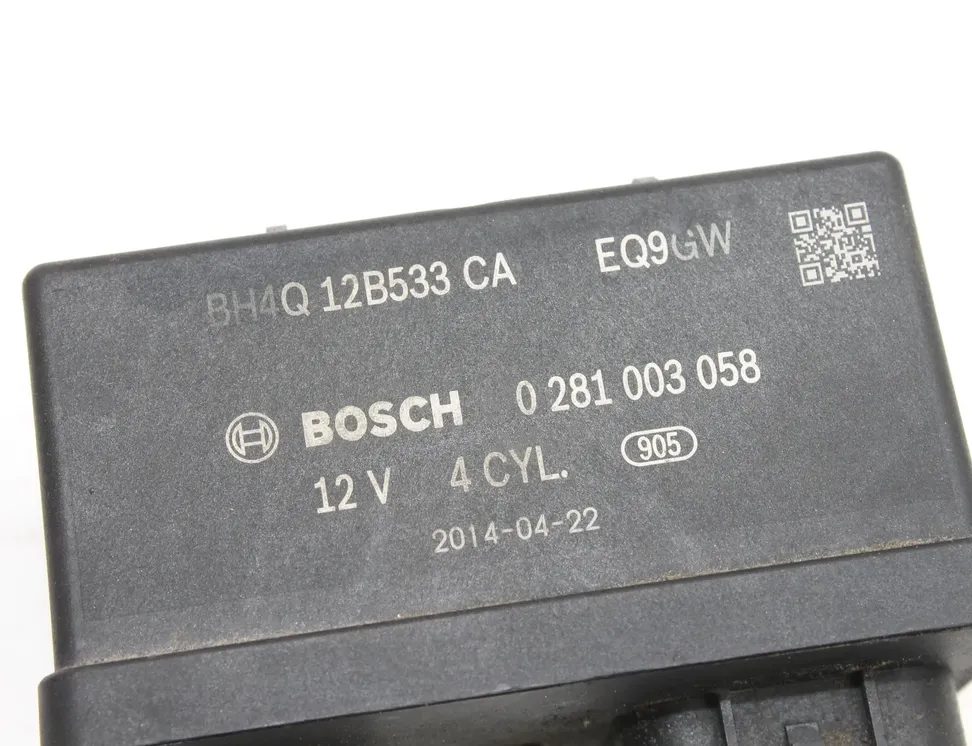 BH4Q 12B533 CA EQ9GW
BOSCH 0 281 003 058
12 V 4 CYL. 905
2014-04-22